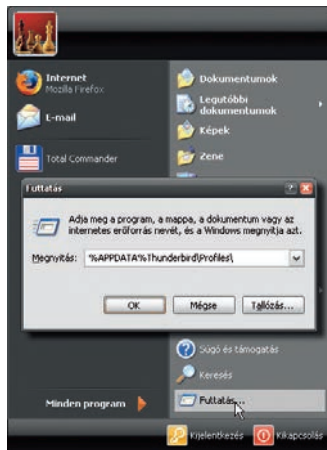 Internet
Mozilla Firefox
E-mail
Total Commander
Dokumentumok
Legutóbbi
dokumentumok
Képek
Zene
Futtatás
Adja meg a program, a mappa, a dokumentum vagy az
internetes erőforrás nevét, és a Windows megnyitja azt.
Megnyitás: %APPDATA%Thunderbird\Profiles\
OK Mégse Tallózás...
Súgó és támogatás
Keresés
Minden program
Futtatás...
Kijelentkezés Kikapcsolás